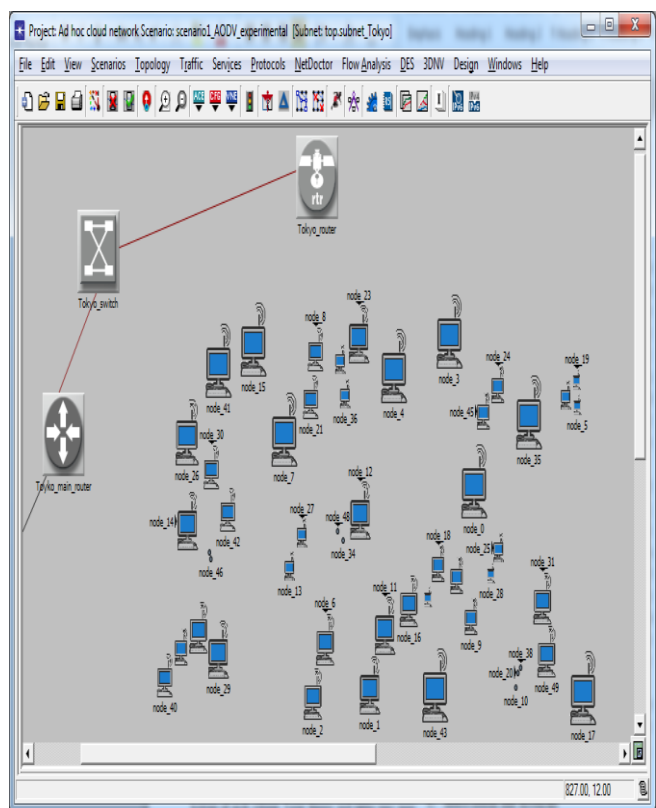 Project: Ad hoc cloud network Scenario: scenario1_AODV_experimental [Subnet: top.subnet_Tokyo]
File Edit View Scenarios Topology Traffic Services Protocols NetDoctor Flow Analysis DES 3DNV Design Windows Help
rtr
Tokyo_router
Tokyo_switch
node_23
node_8
node_3
node_24
node_19
node_15
node_41
node_4
node_45
node_5
node_21
node_36
node_30
node_35
node_26
node_7
Toyko_main_router
node_12
node_27
node_48
node_0
node_14
node_42
node_34
node_18
node_25
node_46
node_13
node_31
node_28
node_11
node_6
node_16
node_9
node_38
node_20
node_29
node_49
node_40
node_10
node_2
node_1
node_43
node_17
827.00, 12.00